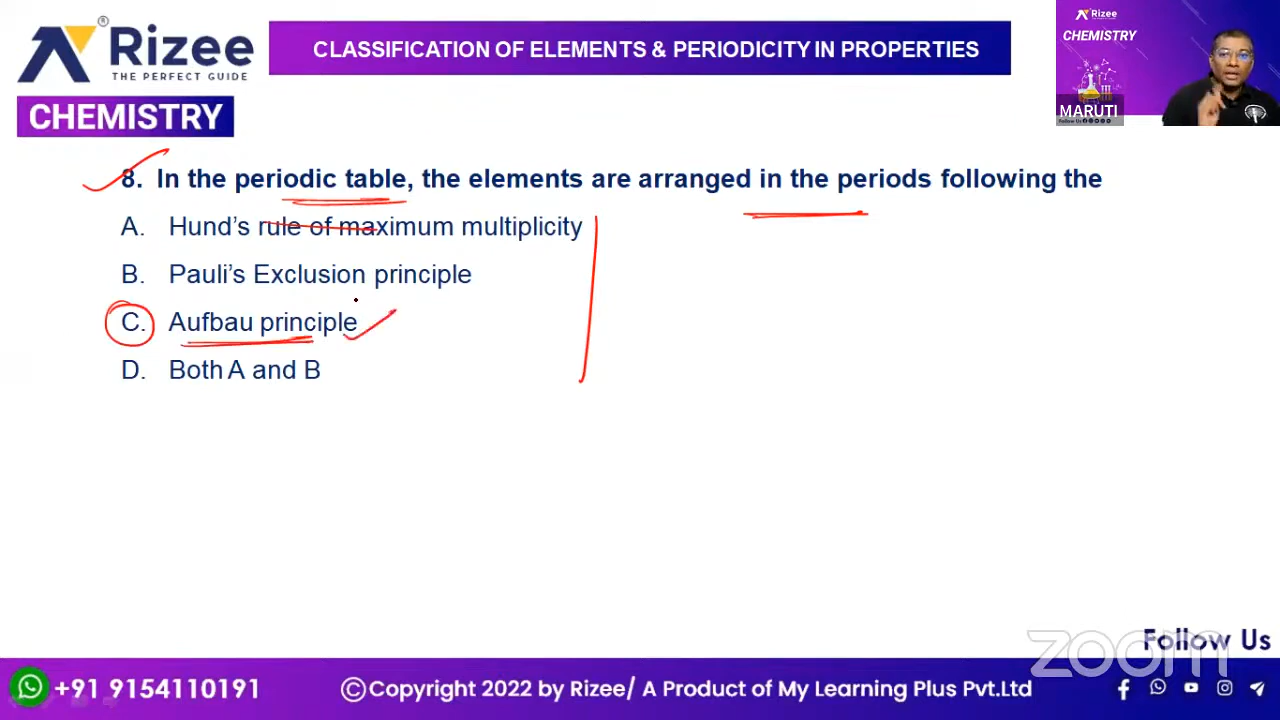 Rizee
®
THE PERFECT GUIDE
CLASSIFICATION OF ELEMENTS & PERIODICITY IN PROPERTIES
Rizee
CHEMISTRY
MARUTI
CHEMISTRY
8. In the periodic table, the elements are arranged in the periods following the
A. Hund's rule of maximum multiplicity
B. Pauli's Exclusion principle
C. Aufbau principle
D. Both A and B
Follow Us
zoom
+91 9154110191
©Copyright 2022 by Rizee/ A Product of My Learning Plus Pvt.Ltd